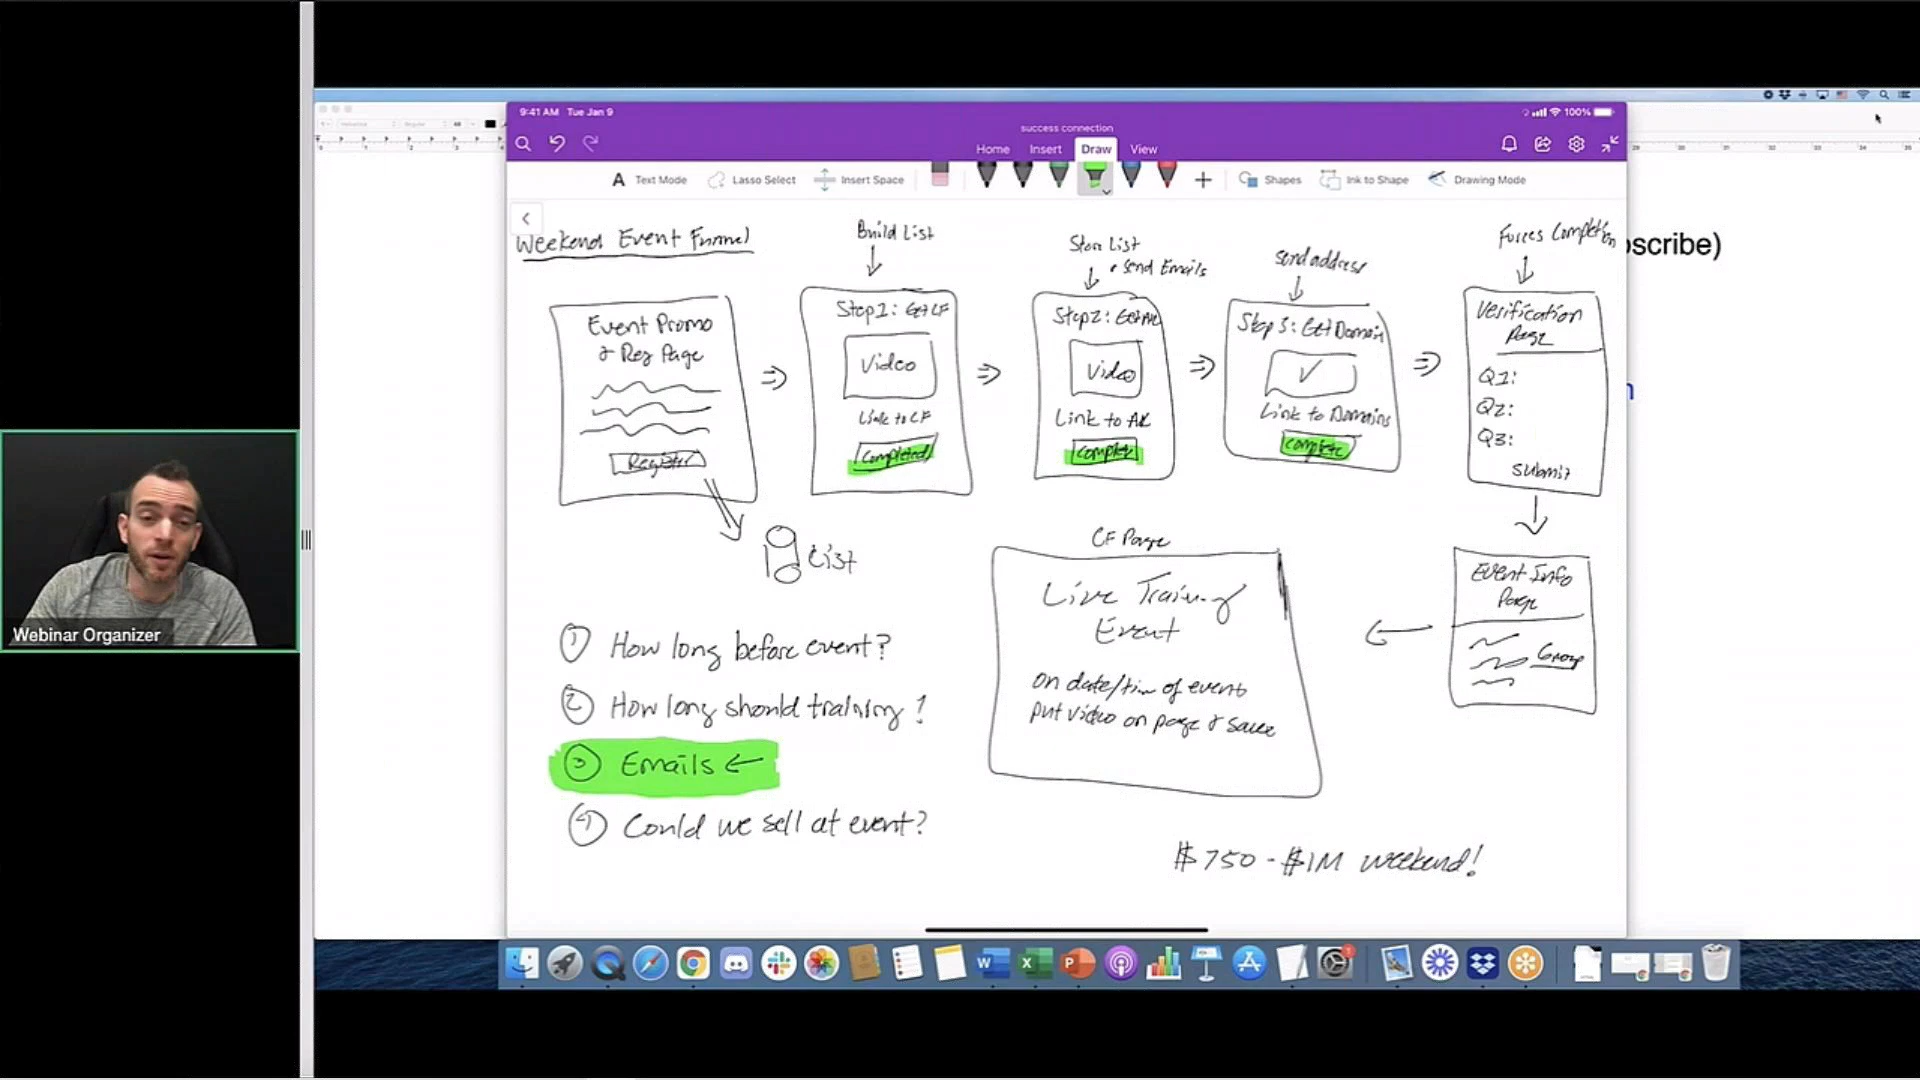 9:41 AM Tue Jan 9
100%
success connection
Home Insert Draw View
Text Mode Lasso Select Insert Space Shapes Ink to Shape Drawing Mode
Weekend Event Funnel
Build List
Store List
+ Send Emails
send address
Forces Completion
oscribe)
Event Promo
& Reg Page
Register
Step 1: Get CF
Video
Link to CF
Completed
Step 2: Get AR
Video
Link to AR
Complete
Step 3: Get Domain
Link to Domains
Complete
Verification
Page
Q1:
Q2:
Q3:
Submit
List
CF Page
Live Training
Event
on date/time of event
put video on page & save
Event Info
Page
Group
1 How long before event?
2 How long should training?
3 Emails ←
4 Could we sell at event?
$750 - $1M weekend!
Webinar Organizer